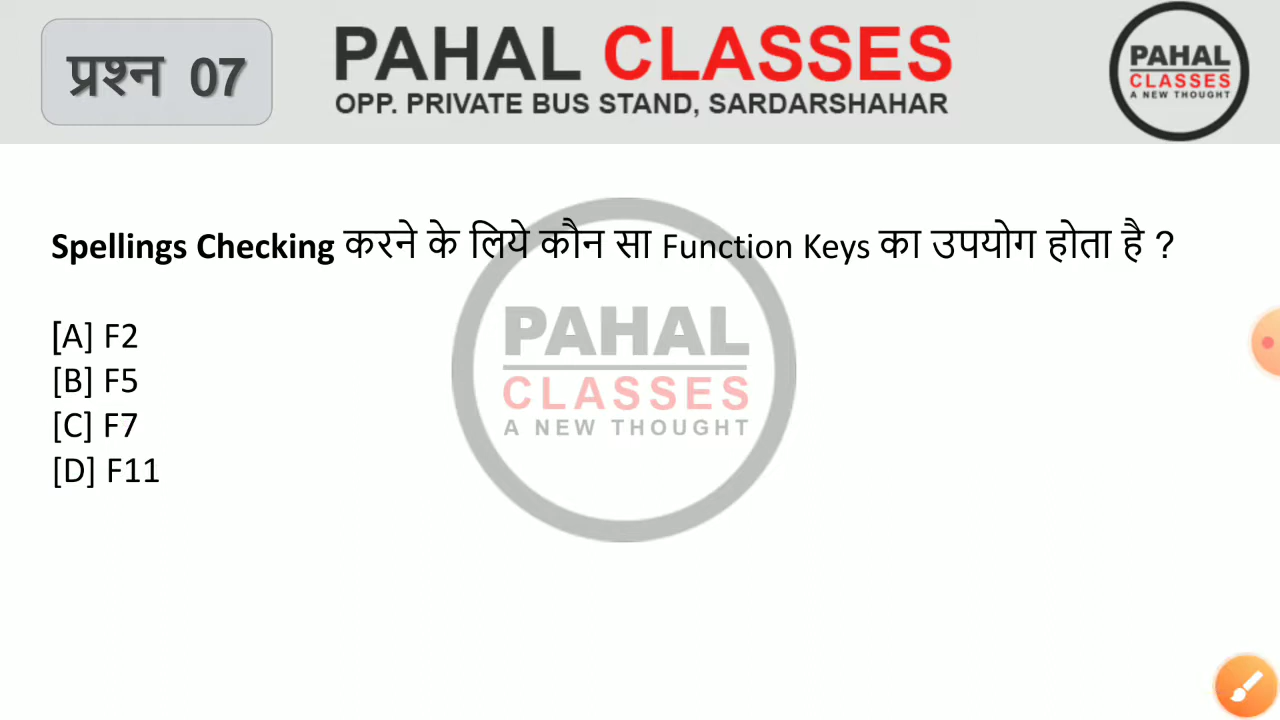 प्रश्न 07
PAHAL CLASSES
OPP. PRIVATE BUS STAND, SARDARSHAHAR
PAHAL
CLASSES
A NEW THOUGHT
Spellings Checking करने के लिये कौन सा Function Keys का उपयोग होता है ?
[A] F2
[B] F5
[C] F7
[D] F11
PAHAL
CLASSES
A NEW THOUGHT